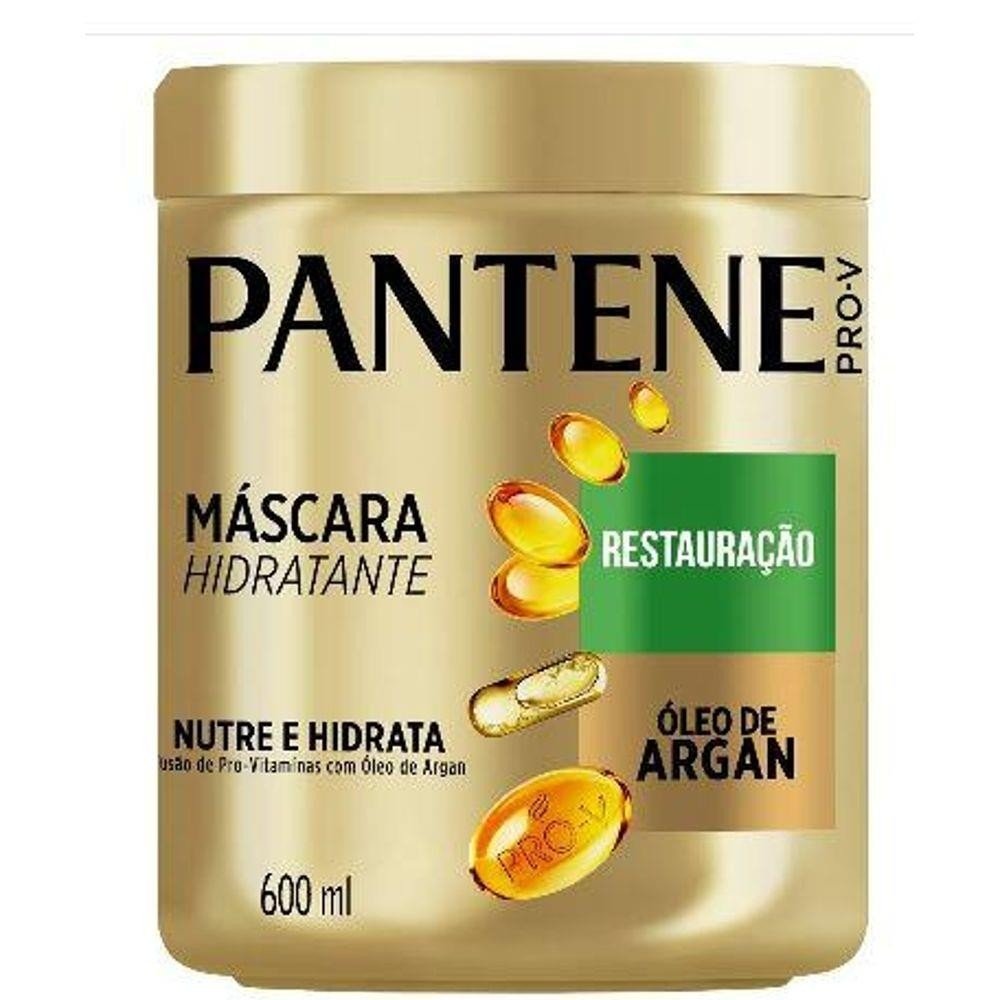 PANTENE
PRO-V
MÁSCARA
HIDRATANTE
RESTAURAÇÃO
ÓLEO DE
ARGAN
NUTRE E HIDRATA
usão de Pro-Vitaminas com Óleo de Argan
PRO-V
600 ml